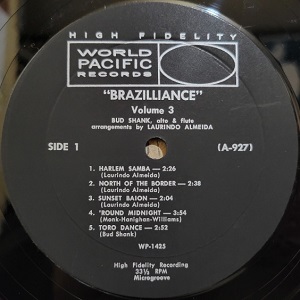 HIGH FIDELITY
WORLD
PACIFIC
RECORDS
"BRAZILLIANCE"
Volume 3
BUD SHANK, alto & flute
arrangements by LAURINDO ALMEIDA
SIDE 1 (A-927)
1. HARLEM SAMBA — 2:26
(Laurindo Almeida)
2. NORTH OF THE BORDER — 2:38
(Laurindo Almeida)
3. SUNSET BAION — 2:04
(Laurindo Almeida)
4. 'ROUND MIDNIGHT — 3:54
(Monk-Hanighan-Williams)
5. TORO DANCE — 2:52
(Bud Shank)
WP-1425
High Fidelity Recording
33⅓ RPM
Microgroove